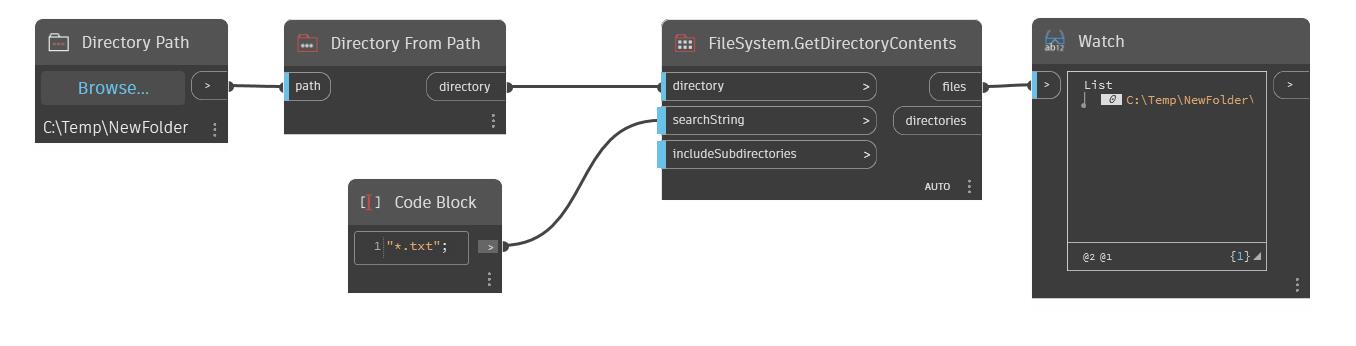 Directory Path
Browse...
>
C:\Temp\NewFolder
Directory From Path
path
directory
Code Block
[I]
1 "*.txt";
>
FileSystem.GetDirectoryContents
directory >
files
searchString >
directories
includeSubdirectories >
AUTO
Watch
ab12
>
List
0 C:\Temp\NewFolder\
>
@2 @1
{1}